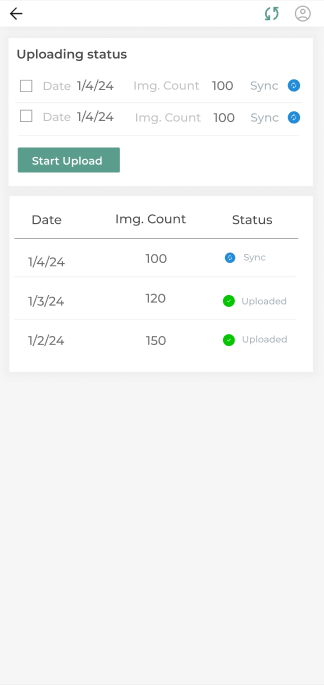 Uploading status
Date 1/4/24 Img. Count 100 Sync
Date 1/4/24 Img. Count 100 Sync
Start Upload
Date Img. Count Status
1/4/24 100 Sync
1/3/24 120 Uploaded
1/2/24 150 Uploaded